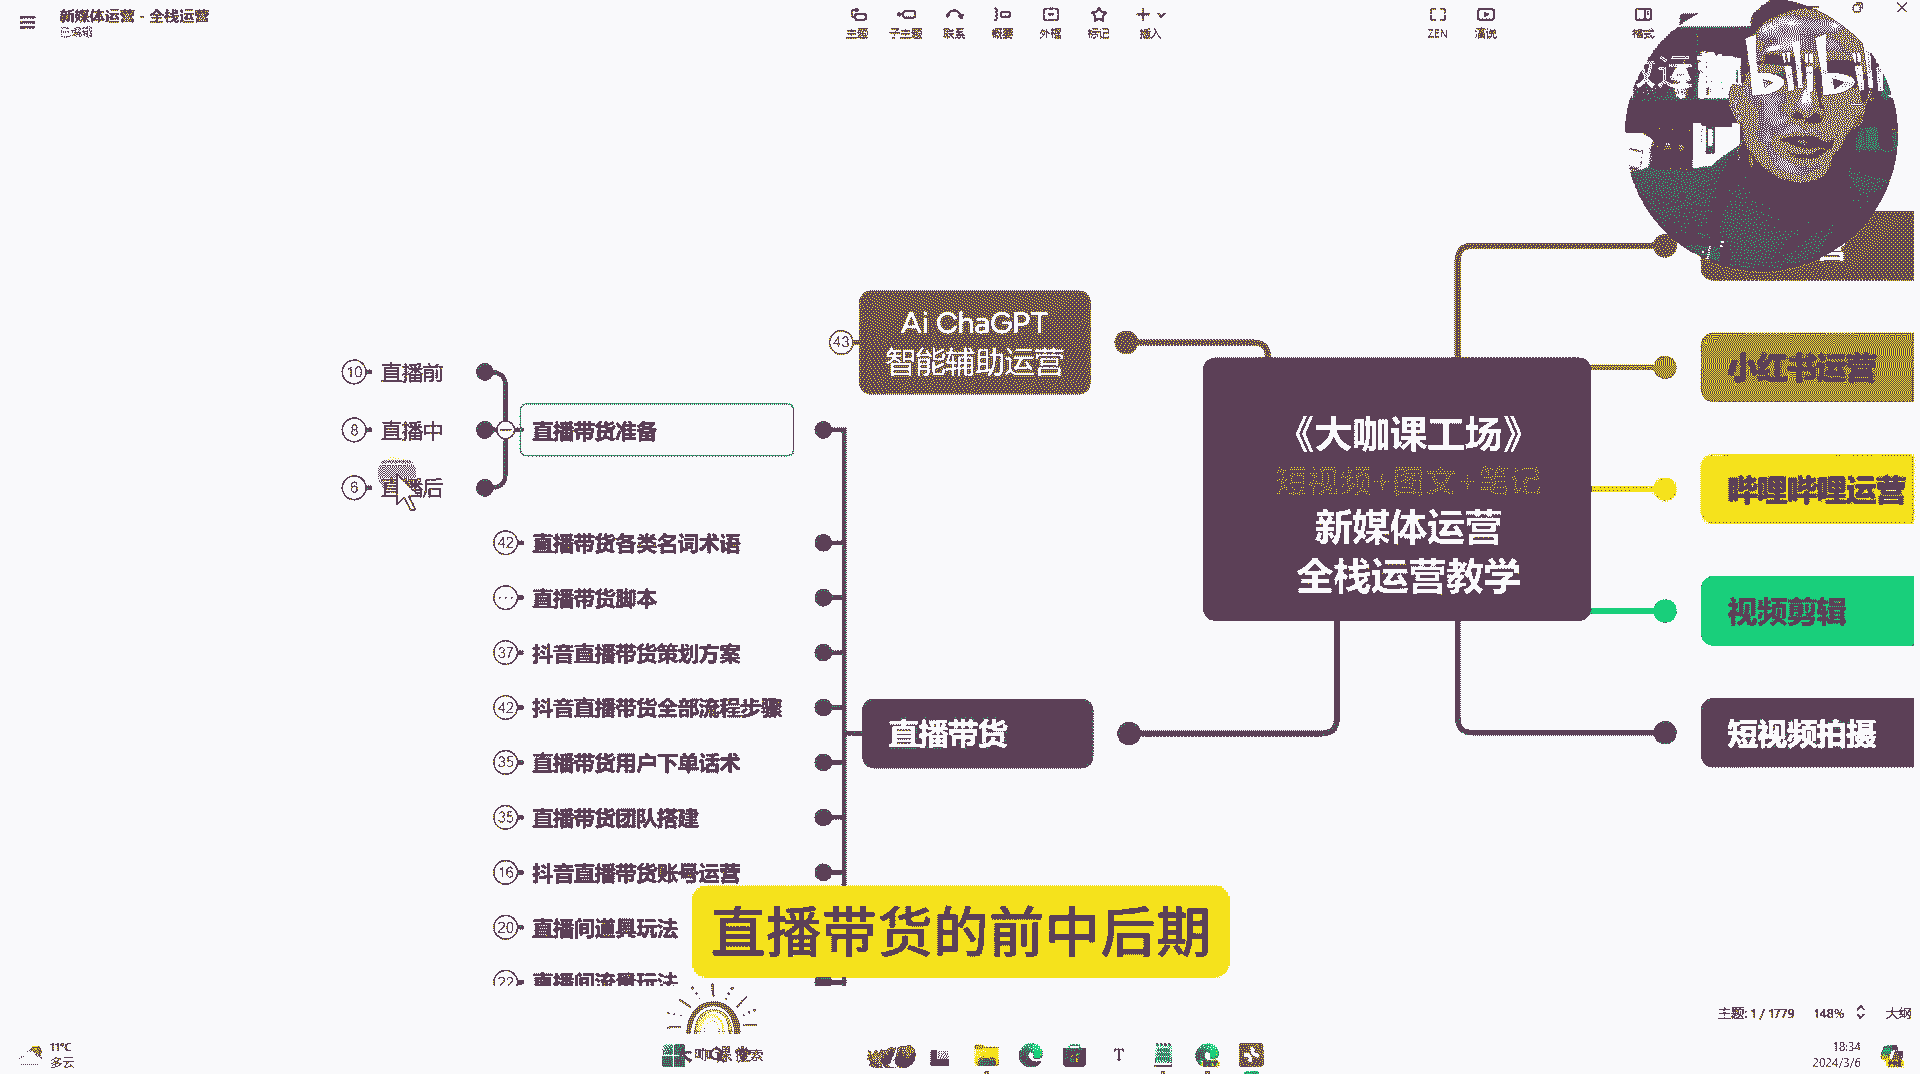 新媒体运营 - 全栈运营
已编辑
主题
子主题
联系
概要
外框
标记
插入
ZEN
演说
格式
bilibili
Ai ChaGPT
智能辅助运营
43
10
直播前
8
直播中
6
直播后
直播带货准备
42
直播带货各类名词术语
直播带货脚本
37
抖音直播带货策划方案
42
抖音直播带货全部流程步骤
35
直播带货用户下单话术
35
直播带货团队搭建
16
抖音直播带货账号运营
20
直播间道具玩法
22
直播间流量玩法
直播带货
《大咖课工场》
短视频+图文+笔记
新媒体运营
全栈运营教学
小红书运营
哔哩哔哩运营
视频剪辑
短视频拍摄
直播带货的前中后期
主题: 1 / 1779
148%
大纲
11°C
多云
搜索
18:34
2024/3/6